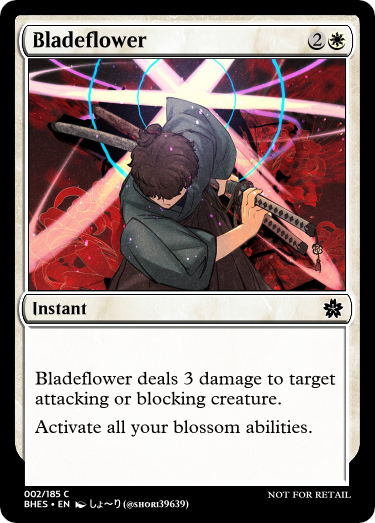 Bladeflower 2
Instant
Bladeflower deals 3 damage to target
attacking or blocking creature.
Activate all your blossom abilities.
002/185 C
NOT FOR RETAIL
BHES • EN しょ〜り (@SHORI39639)